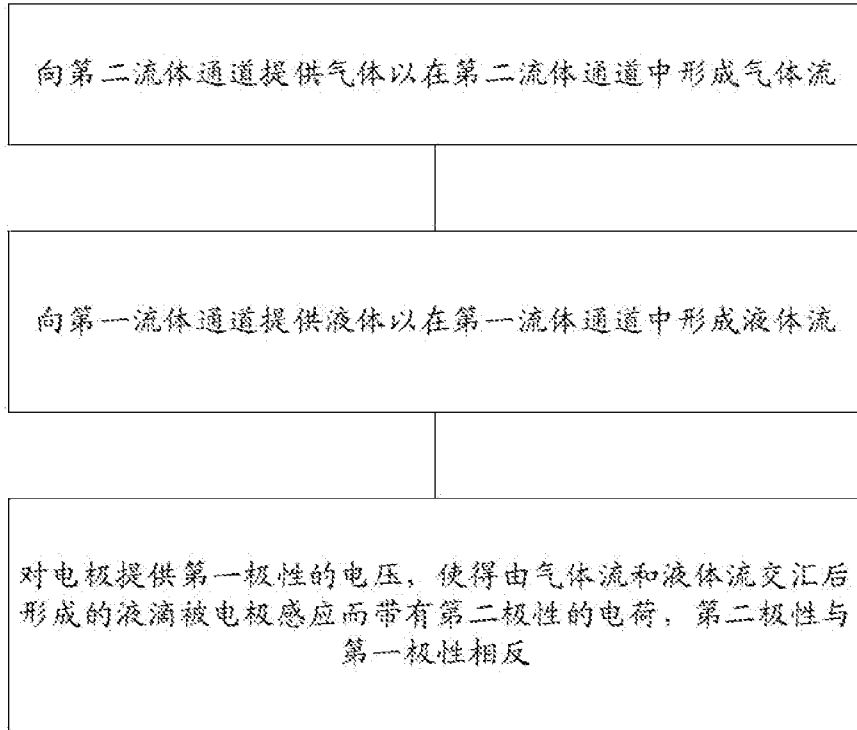 向第二流体通道提供气体以在第二流体通道中形成气体流
向第一流体通道提供液体以在第一流体通道中形成液体流
对电极提供第一极性的电压，使得由气体流和液体流交汇后
形成的液滴被电极感应而带有第二极性的电荷，第二极性与
第一极性相反